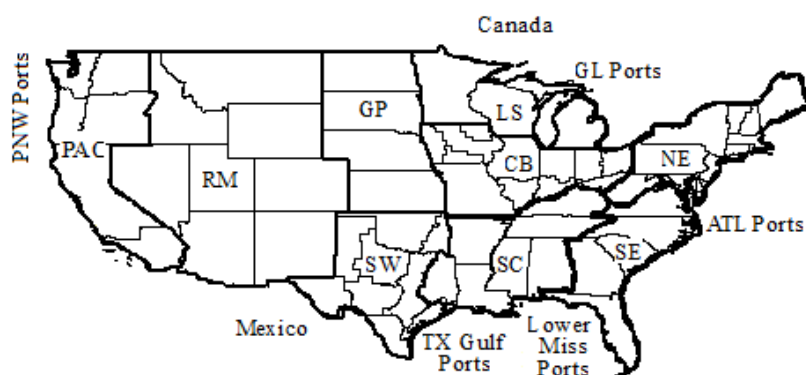 Canada
GL Ports
PNW Ports
GP
LS
PAC
CB
NE
RM
ATL Ports
SW
SC
SE
Mexico
TX Gulf
Ports
Lower
Miss
Ports